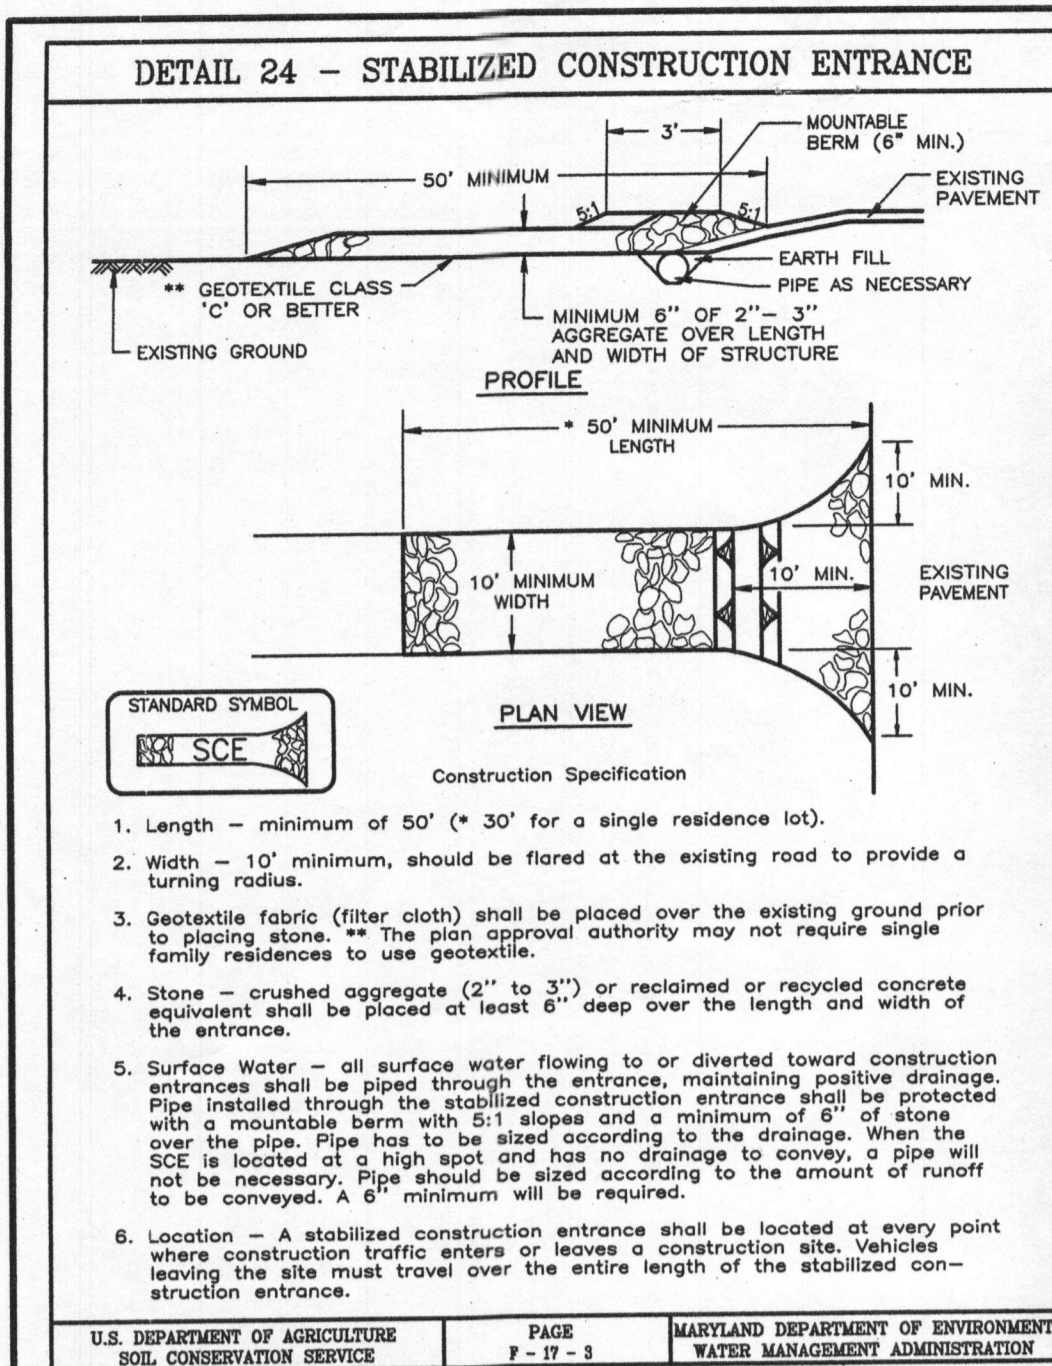 DETAIL 24 – STABILIZED CONSTRUCTION ENTRANCE
3'
MOUNTABLE
BERM (6" MIN.)
50' MINIMUM
EXISTING
PAVEMENT
5:1
5:1
EARTH FILL
** GEOTEXTILE CLASS
'C' OR BETTER
PIPE AS NECESSARY
MINIMUM 6" OF 2"– 3"
AGGREGATE OVER LENGTH
AND WIDTH OF STRUCTURE
EXISTING GROUND
PROFILE
* 50' MINIMUM
LENGTH
10' MIN.
10' MINIMUM
WIDTH
10' MIN.
EXISTING
PAVEMENT
10' MIN.
STANDARD SYMBOL
SCE
PLAN VIEW
Construction Specification
1. Length – minimum of 50' (* 30' for a single residence lot).
2. Width – 10' minimum, should be flared at the existing road to provide a
turning radius.
3. Geotextile fabric (filter cloth) shall be placed over the existing ground prior
to placing stone. ** The plan approval authority may not require single
family residences to use geotextile.
4. Stone – crushed aggregate (2'' to 3'') or reclaimed or recycled concrete
equivalent shall be placed at least 6'' deep over the length and width of
the entrance.
5. Surface Water – all surface water flowing to or diverted toward construction
entrances shall be piped through the entrance, maintaining positive drainage.
Pipe installed through the stabilized construction entrance shall be protected
with a mountable berm with 5:1 slopes and a minimum of 6'' of stone
over the pipe. Pipe has to be sized according to the drainage. When the
SCE is located at a high spot and has no drainage to convey, a pipe will
not be necessary. Pipe should be sized according to the amount of runoff
to be conveyed. A 6'' minimum will be required.
6. Location – A stabilized construction entrance shall be located at every point
where construction traffic enters or leaves a construction site. Vehicles
leaving the site must travel over the entire length of the stabilized con–
struction entrance.
U.S. DEPARTMENT OF AGRICULTURE
SOIL CONSERVATION SERVICE
PAGE
F - 17 - 3
MARYLAND DEPARTMENT OF ENVIRONMENT
WATER MANAGEMENT ADMINISTRATION